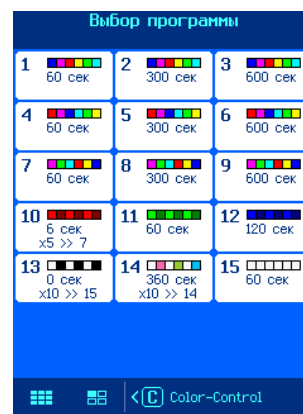 Выбор программы
1 60 сек
2 300 сек
3 600 сек
4 60 сек
5 300 сек
6 600 сек
7 60 сек
8 300 сек
9 600 сек
10 6 сек x5 >> 7
11 60 сек
12 120 сек
13 0 сек x10 >> 15
14 360 сек x10 >> 14
15 60 сек
<C Color-Control